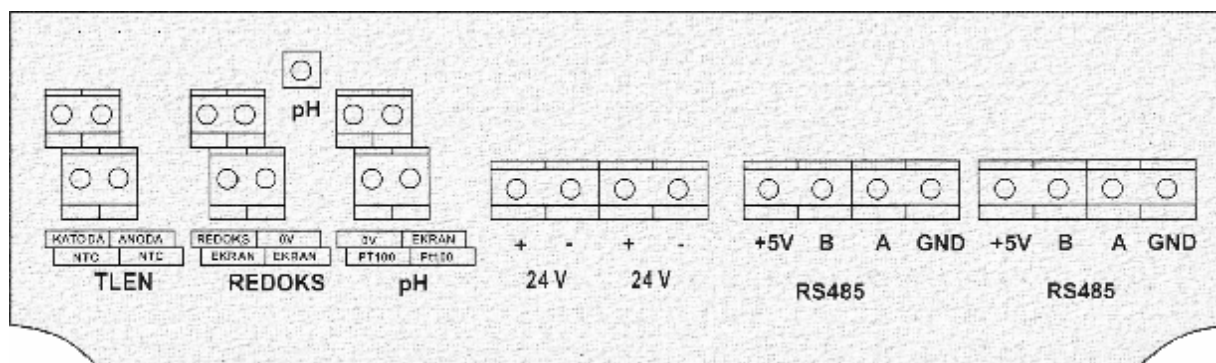 pH
KATODA ANODA REDOKS 0V 0V EKRAN
NTC NTC EKRAN EKRAN PT100 Pt100
TLEN REDOKS pH
+ - + - +5V B A GND +5V B A GND
24 V 24 V RS485 RS485